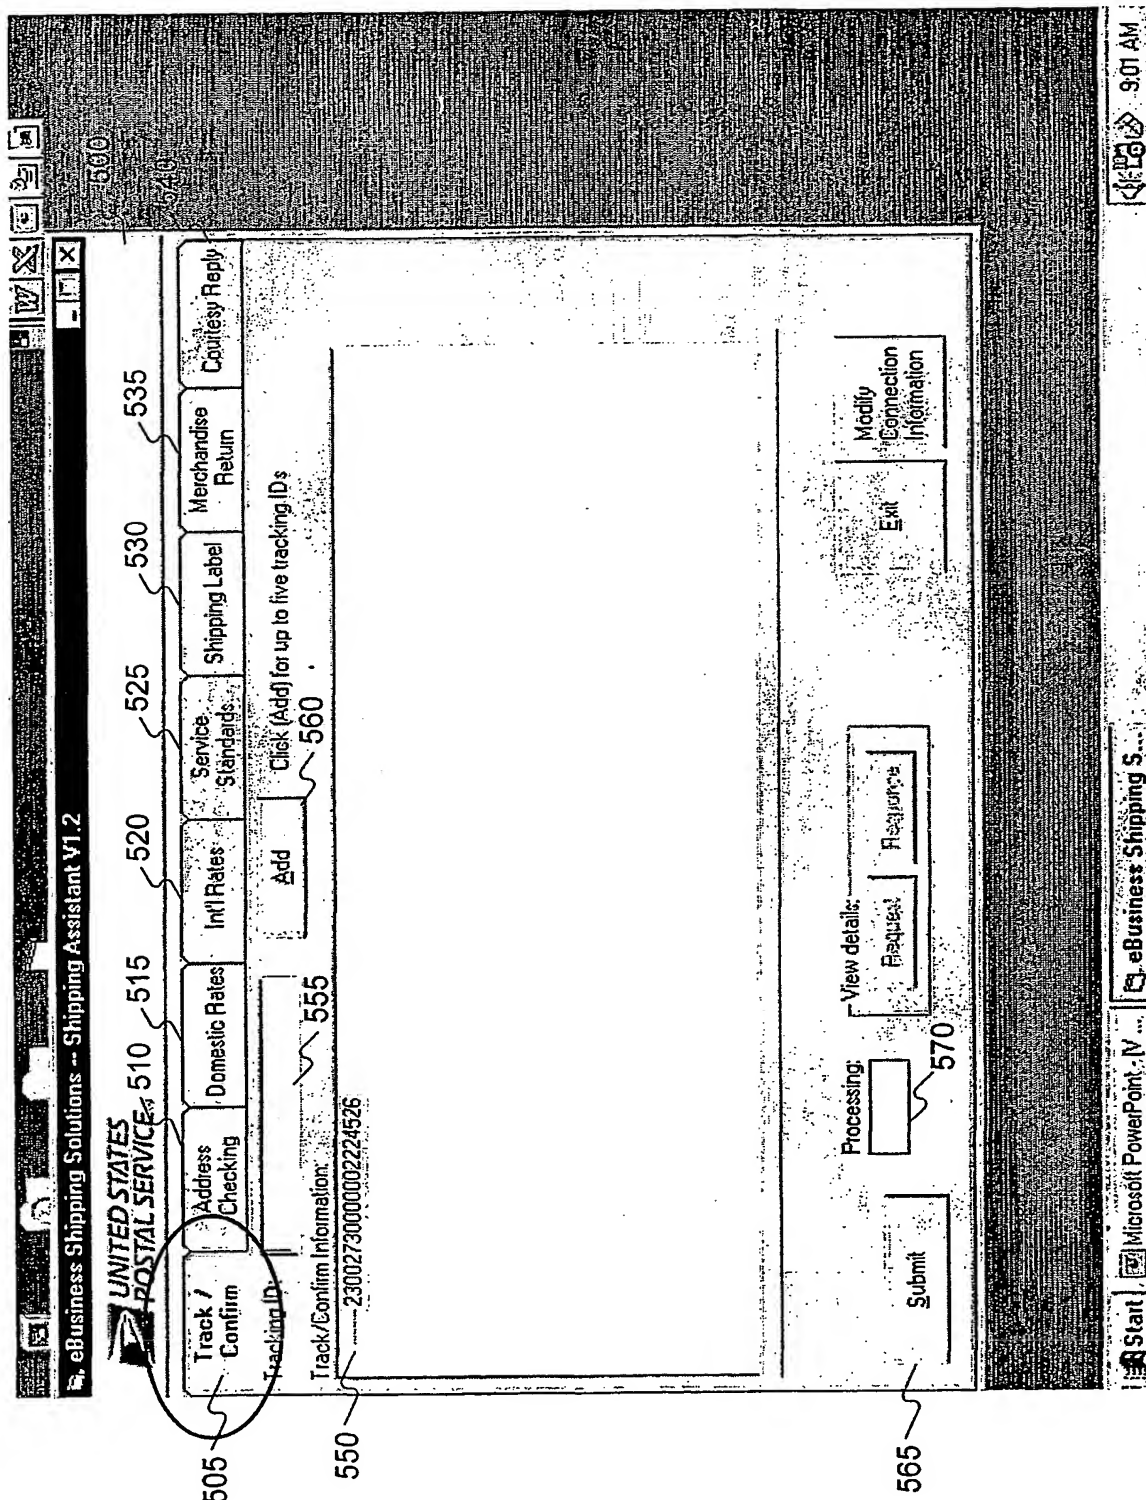 eBusiness Shipping Solutions -- Shipping Assistant V1.2
UNITED STATES
POSTAL SERVICE
500
505
510
515
520
525
530
535
540
Track /
Confirm
Address
Checking
Domestic Rates
Int'l Rates
Service
Standards
Shipping Label
Merchandise
Return
Courtesy Reply
Tracking ID:
Add
Click (Add) for up to five tracking IDs
555
560
Track/Confirm Information:
550
Processing:
570
View details:
Request
Response
Submit
565
Exit
Modify
Connection
Information
Start
Microsoft PowerPoint - [V ...
eBusiness Shipping S...
9:01 AM